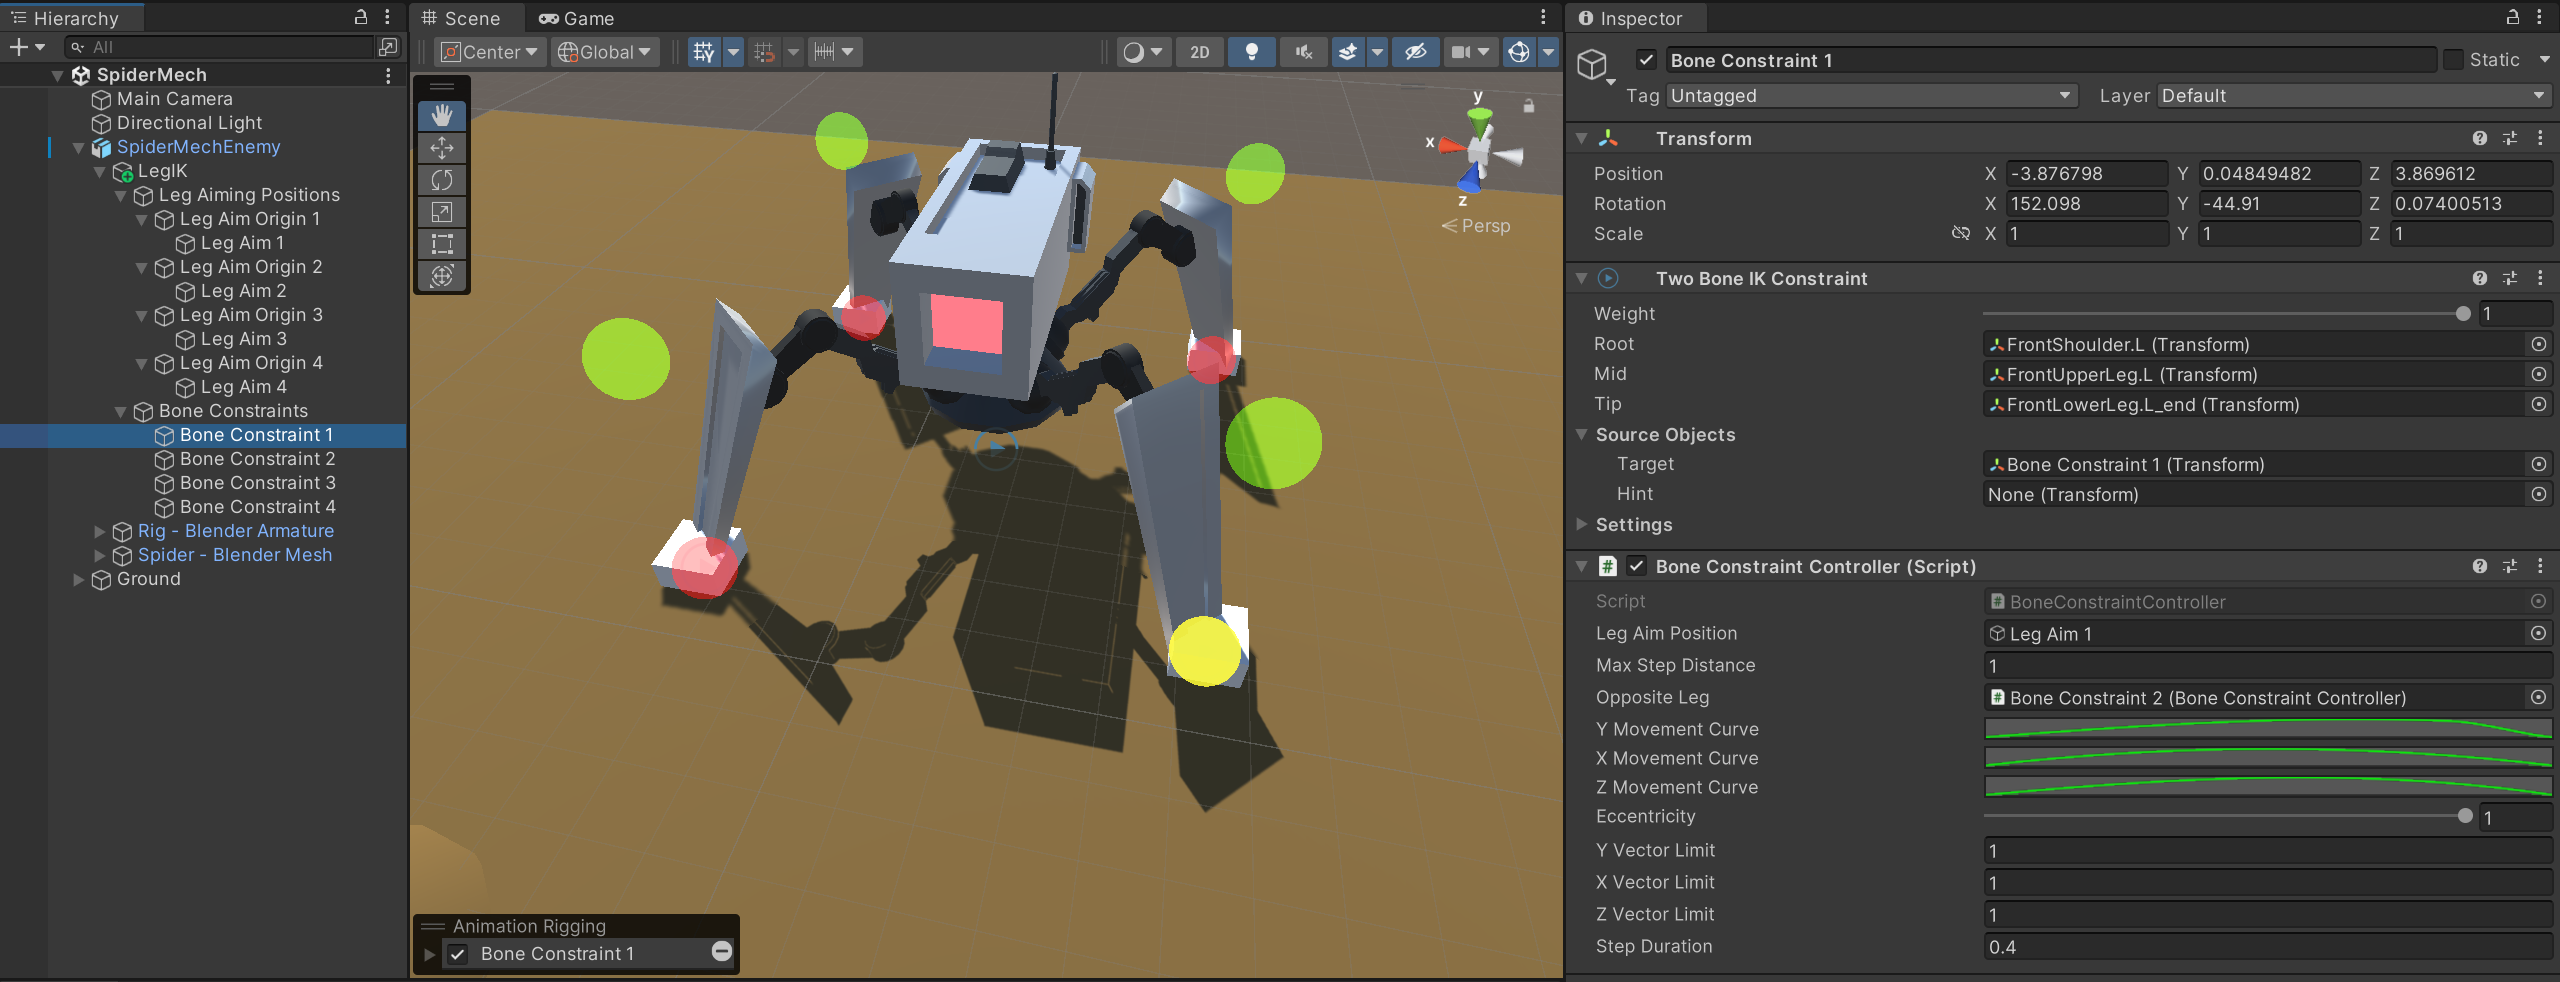 Hierarchy
All
SpiderMech
Main Camera
Directional Light
SpiderMechEnemy
LegIK
Leg Aiming Positions
Leg Aim Origin 1
Leg Aim 1
Leg Aim Origin 2
Leg Aim 2
Leg Aim Origin 3
Leg Aim 3
Leg Aim Origin 4
Leg Aim 4
Bone Constraints
Bone Constraint 1
Bone Constraint 2
Bone Constraint 3
Bone Constraint 4
Rig - Blender Armature
Spider - Blender Mesh
Ground
Scene Game
Center Global 2D
y
x
z
Persp
Animation Rigging
Bone Constraint 1
Inspector
Bone Constraint 1 Static
Tag Untagged Layer Default
Transform
Position X -3.876798 Y 0.04849482 Z 3.869612
Rotation X 152.098 Y -44.91 Z 0.07400513
Scale X 1 Y 1 Z 1
Two Bone IK Constraint
Weight 1
Root FrontShoulder.L (Transform)
Mid FrontUpperLeg.L (Transform)
Tip FrontLowerLeg.L_end (Transform)
Source Objects
Target Bone Constraint 1 (Transform)
Hint None (Transform)
Settings
# Bone Constraint Controller (Script)
Script # BoneConstraintController
Leg Aim Position Leg Aim 1
Max Step Distance 1
Opposite Leg # Bone Constraint 2 (Bone Constraint Controller)
Y Movement Curve
X Movement Curve
Z Movement Curve
Eccentricity 1
Y Vector Limit 1
X Vector Limit 1
Z Vector Limit 1
Step Duration 0.4